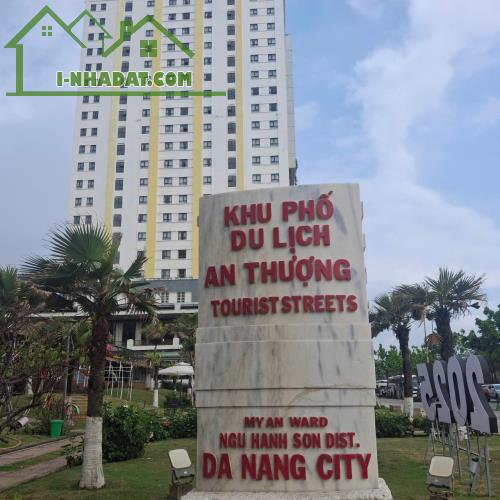 I-NHADAT.COM
KHU PHỐ
DU LỊCH
AN THƯỢNG
TOURIST STREETS
MY AN WARD
NGU HANH SON DIST.
DA NANG CITY
2025